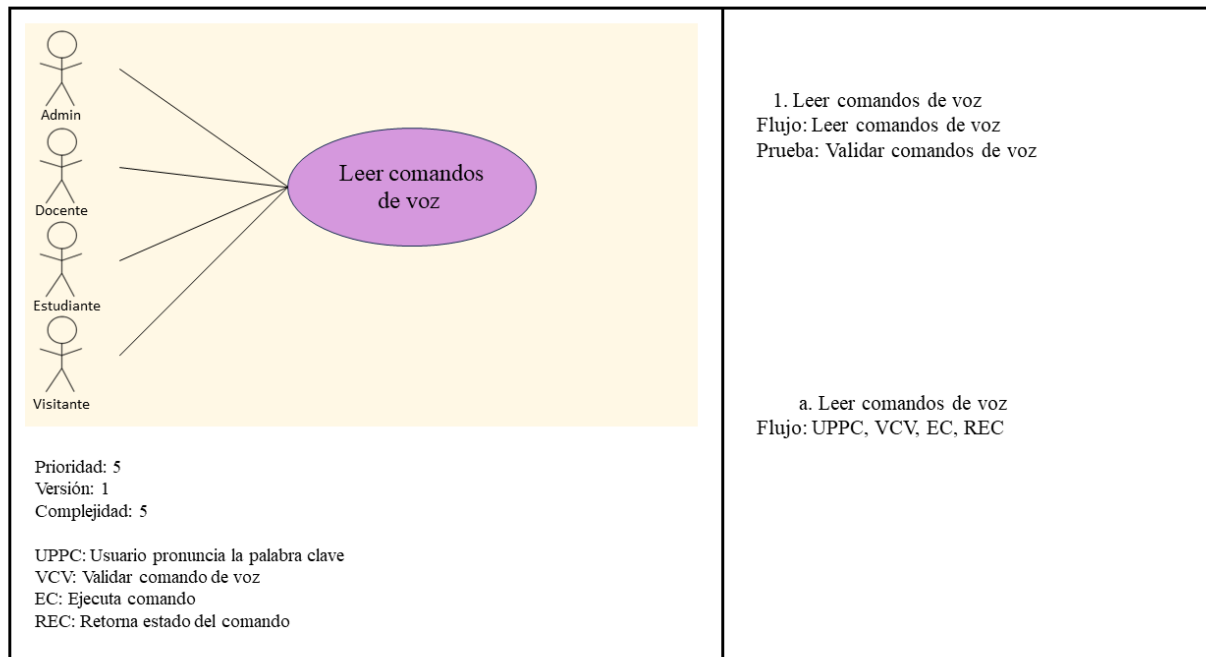 Admin
Docente
Estudiante
Visitante
Leer comandos
de voz
Prioridad: 5
Versión: 1
Complejidad: 5
UPPC: Usuario pronuncia la palabra clave
VCV: Validar comando de voz
EC: Ejecuta comando
REC: Retorna estado del comando
1. Leer comandos de voz
Flujo: Leer comandos de voz
Prueba: Validar comandos de voz
a. Leer comandos de voz
Flujo: UPPC, VCV, EC, REC